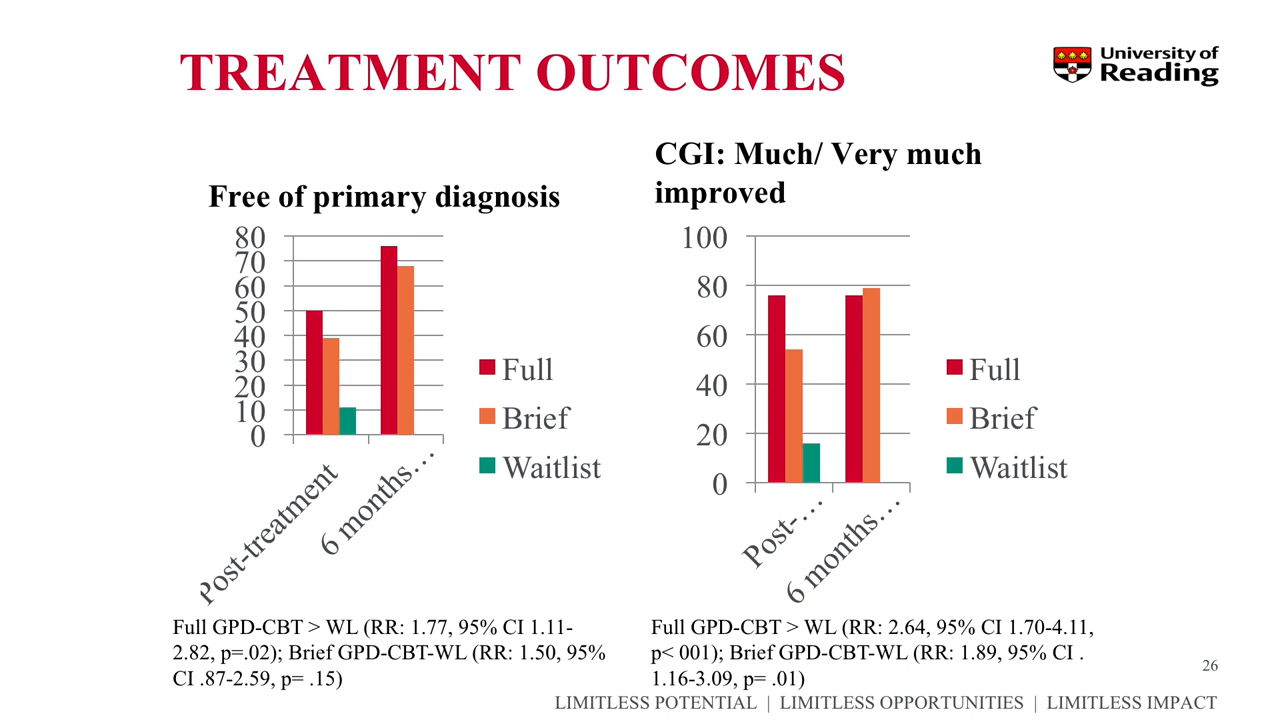 TREATMENT OUTCOMES
University of
Reading
Free of primary diagnosis
80
70
60
50
40
30
20
10
0
Post-treatment
6 months…
Full
Brief
Waitlist
CGI: Much/ Very much
improved
100
80
60
40
20
0
Post-…
6 months…
Full
Brief
Waitlist
Full GPD-CBT > WL (RR: 1.77, 95% CI 1.11-
2.82, p=.02); Brief GPD-CBT-WL (RR: 1.50, 95%
CI .87-2.59, p= .15)
Full GPD-CBT > WL (RR: 2.64, 95% CI 1.70-4.11,
p< 001); Brief GPD-CBT-WL (RR: 1.89, 95% CI .
1.16-3.09, p= .01)
26
LIMITLESS POTENTIAL | LIMITLESS OPPORTUNITIES | LIMITLESS IMPACT